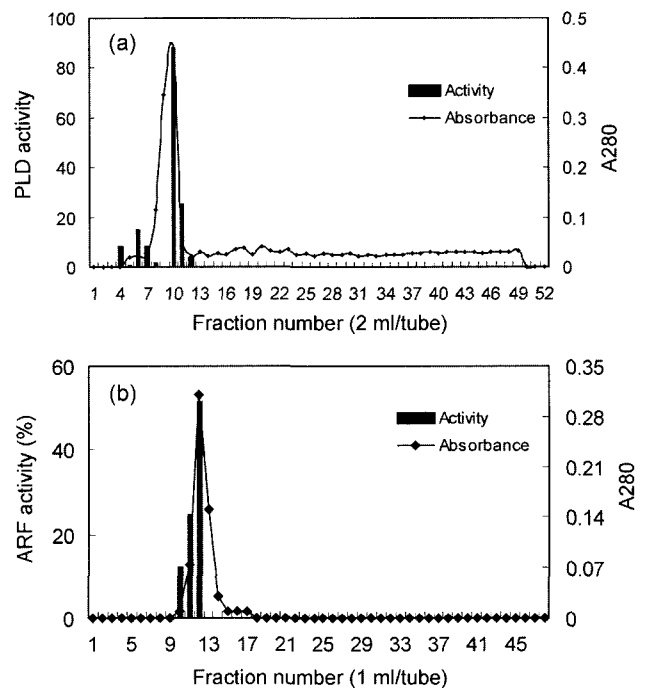 (a)
PLD activity
100
80
60
40
20
0
0.5
0.4
0.3
0.2
0.1
0
A280
Activity
Absorbance
1 4 7 10 13 16 19 22 25 28 31 34 37 40 43 46 49 52
Fraction number (2 ml/tube)
(b)
ARF activity (%)
60
40
20
0
0.35
0.28
0.21
0.14
0.07
0
A280
Activity
Absorbance
1 5 9 13 17 21 25 29 33 37 41 45
Fraction number (1 ml/tube)